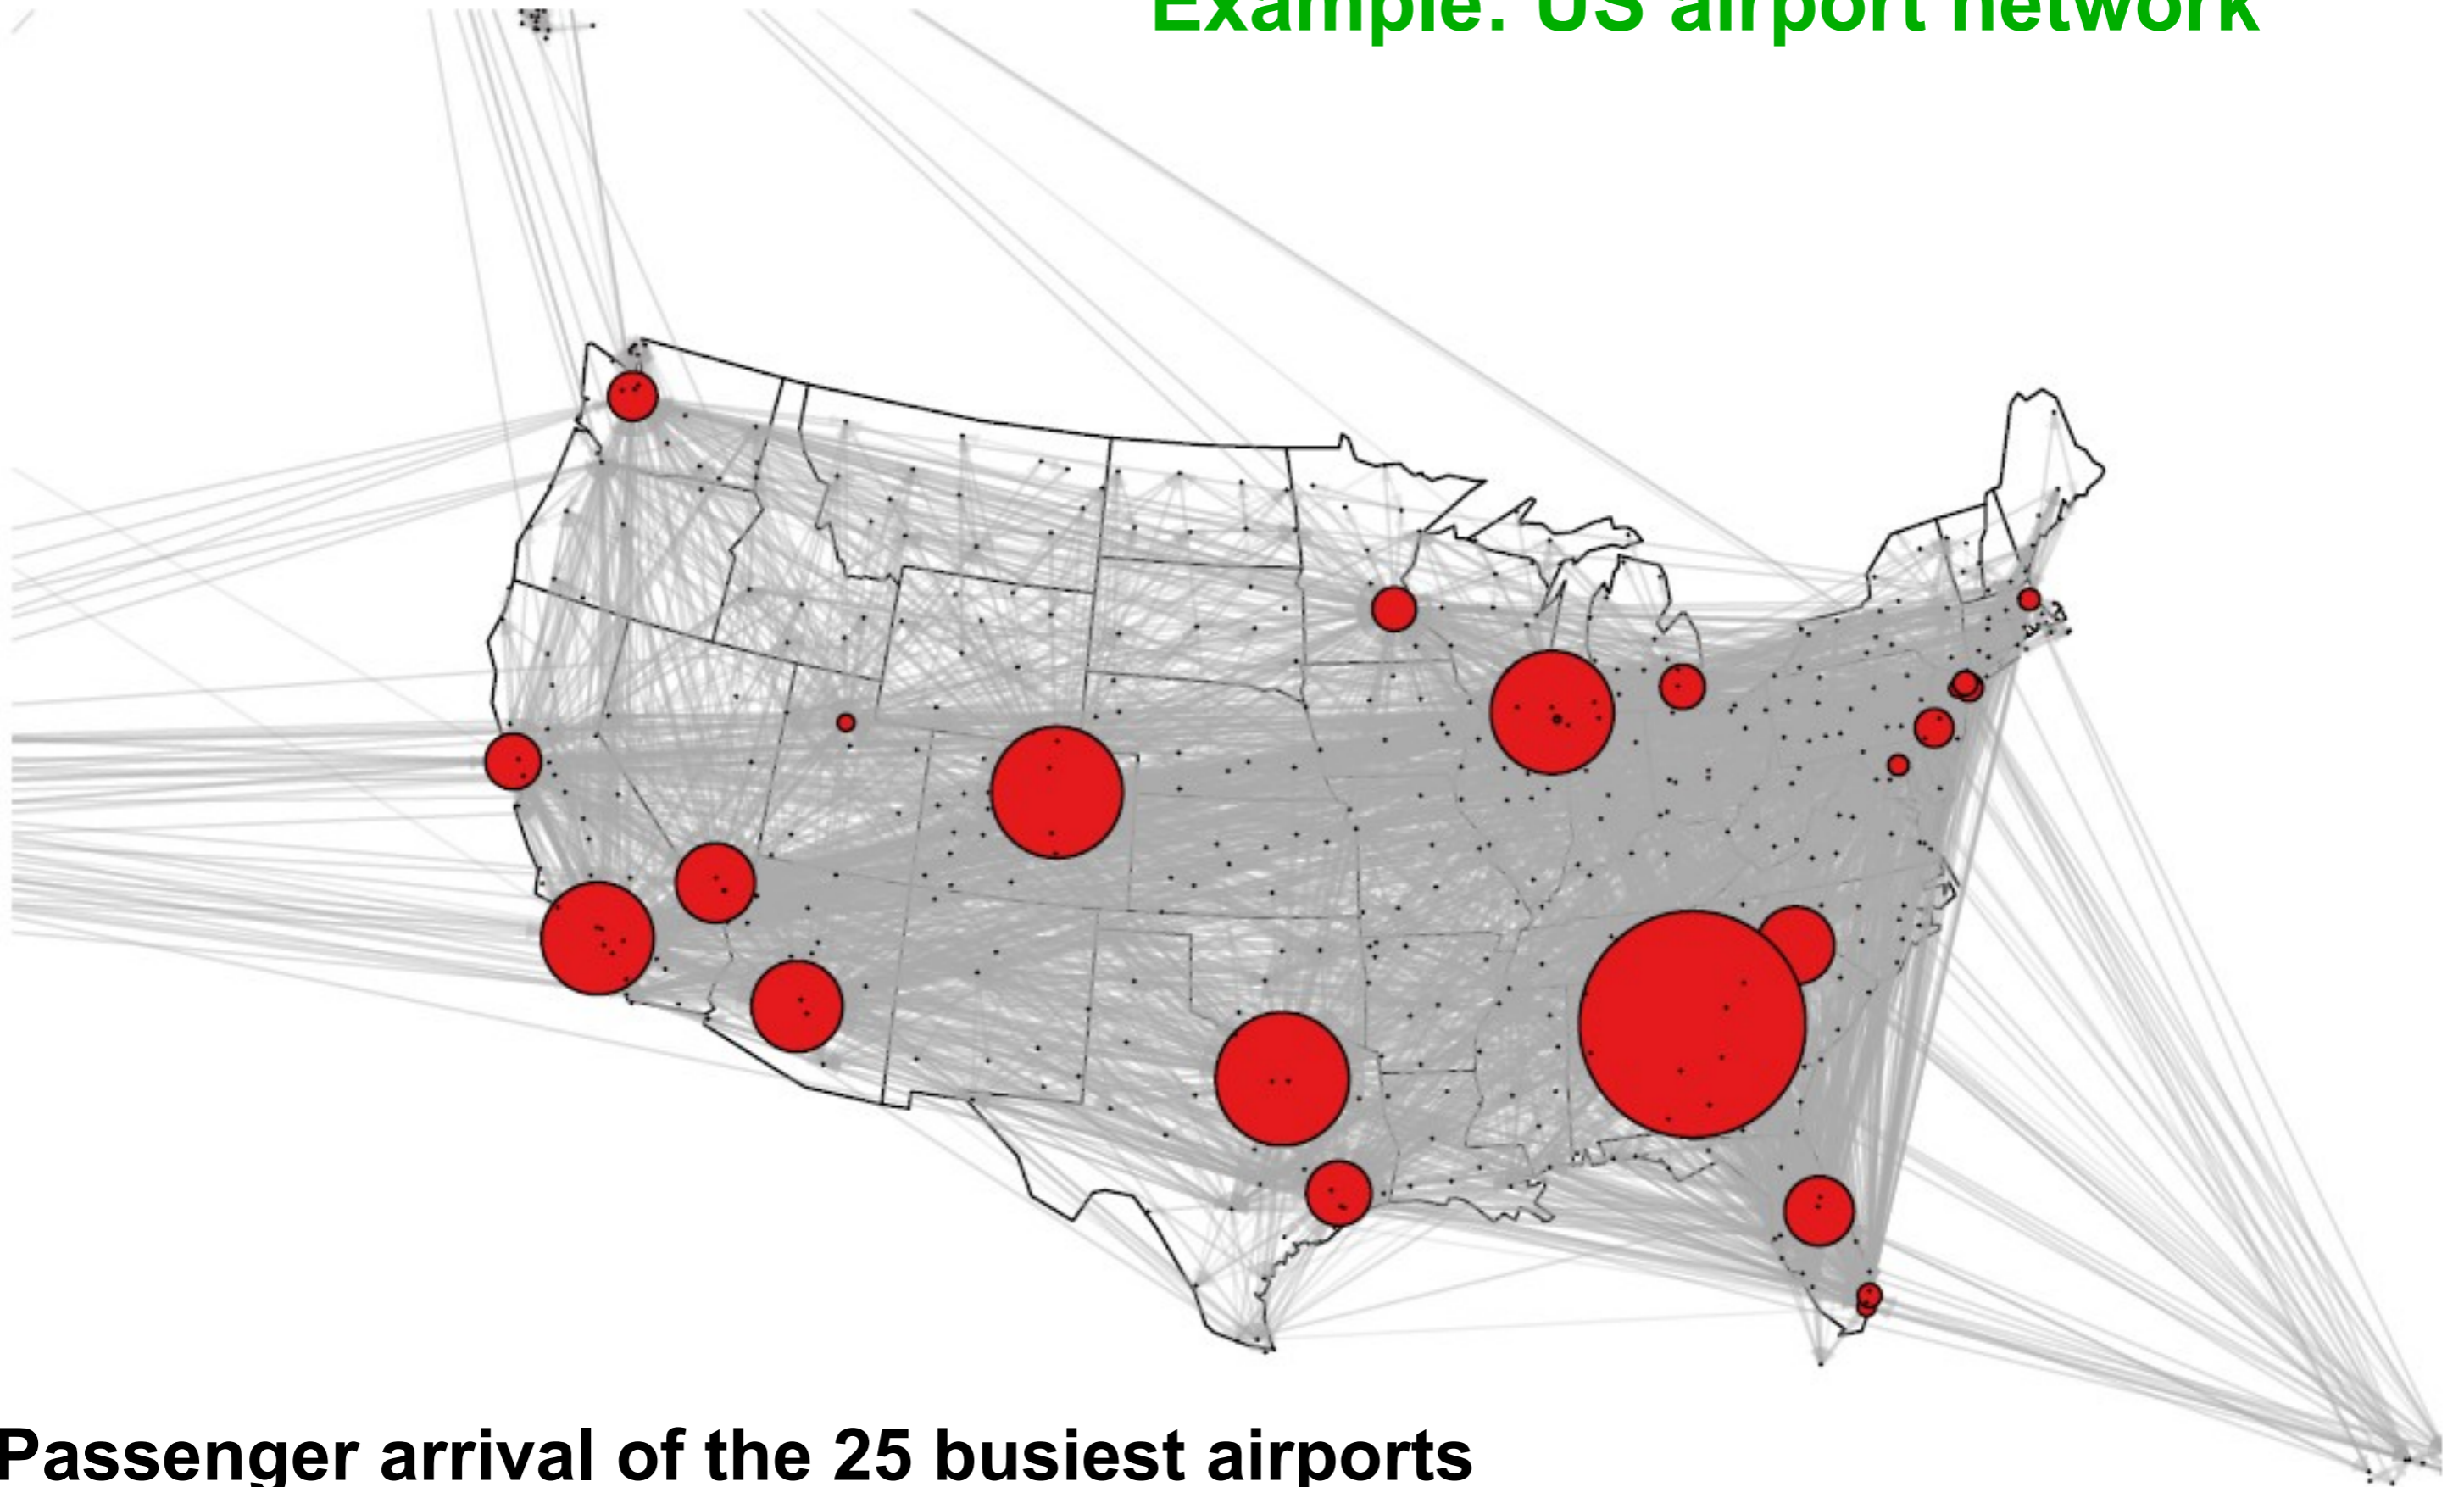 Example: US airport network
Passenger arrival of the 25 busiest airports